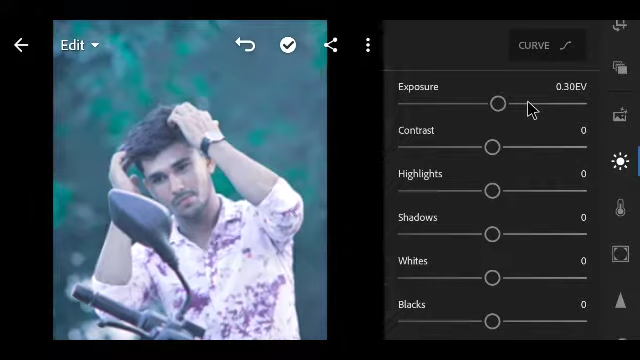 Edit
CURVE
Exposure 0.30EV
Contrast 0
Highlights 0
Shadows 0
Whites 0
Blacks 0